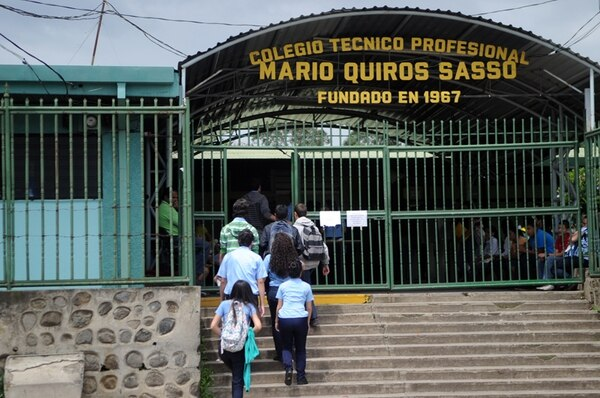 COLEGIO TECNICO PROFESIONAL
MARIO QUIROS SASSO
FUNDADO EN 1967